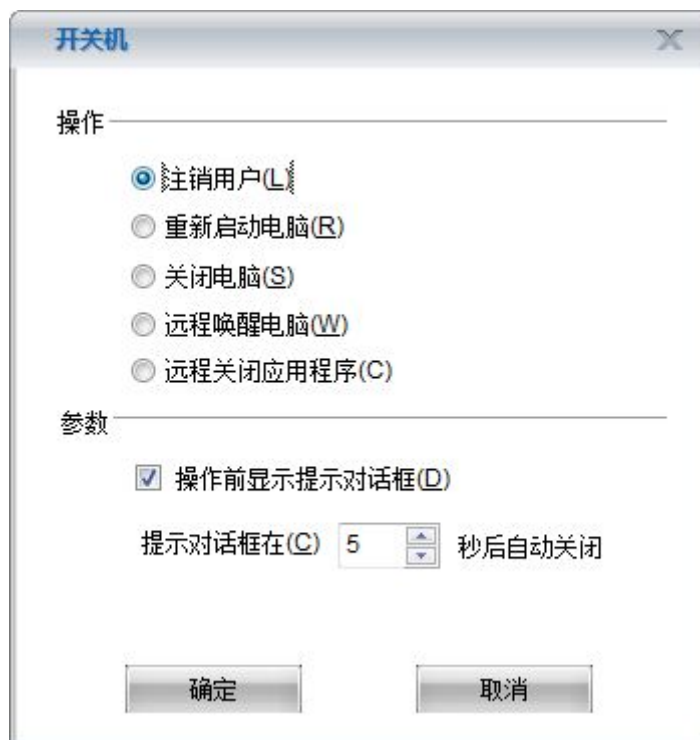 开关机
操作
注销用户(L)
重新启动电脑(R)
关闭电脑(S)
远程唤醒电脑(W)
远程关闭应用程序(C)
参数
操作前显示提示对话框(D)
提示对话框在(C) 5 秒后自动关闭
确定 取消